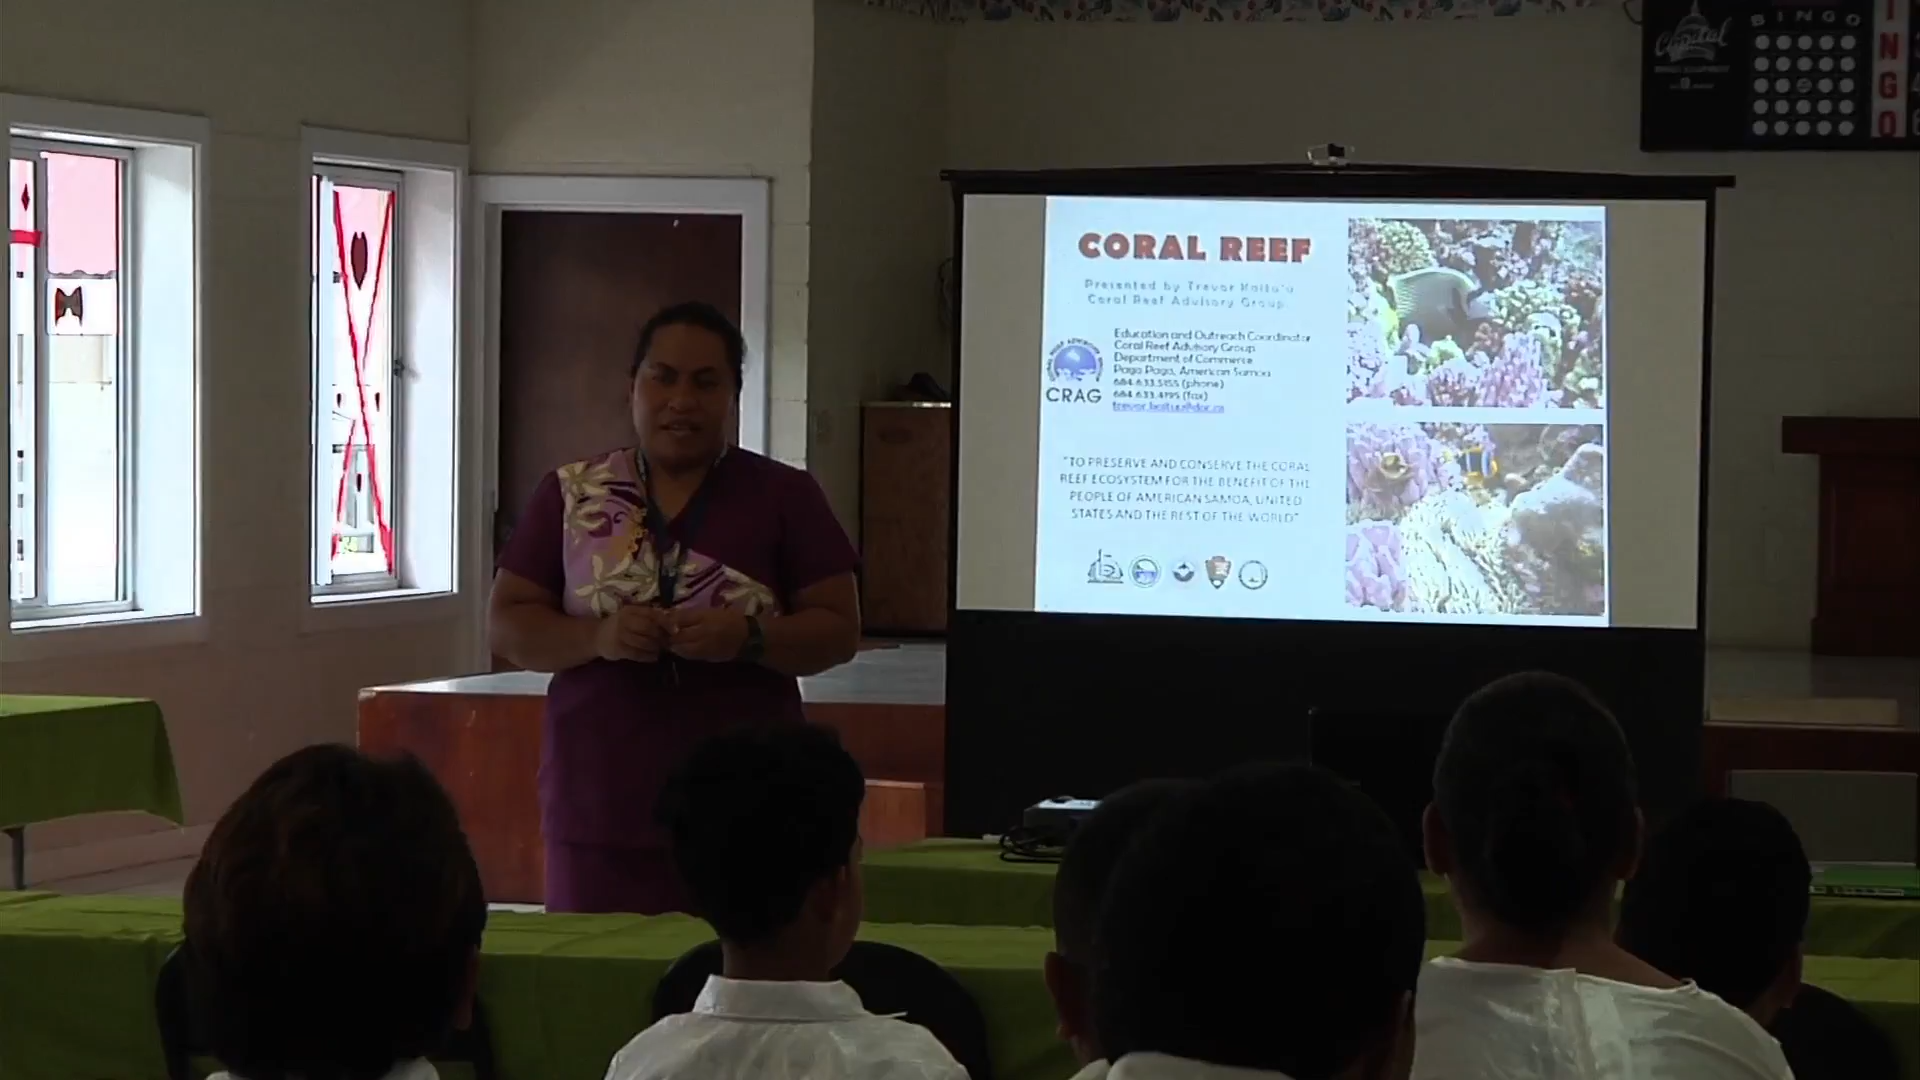 Capital
BINGO
BINGO
CORAL REEF
Presented by Trevor
Coral Reef Advisory Group
Education and Outreach Coordinator
Coral Reef Advisory Group
Department of Commerce
Pago Pago, American Samoa
684.633.5155 (phone)
684.633.4195 (fax)
CRAG
"TO PRESERVE AND CONSERVE THE CORAL
REEF ECOSYSTEM FOR THE BENEFIT OF THE
PEOPLE OF AMERICAN SAMOA, UNITED
STATES AND THE REST OF THE WORLD"